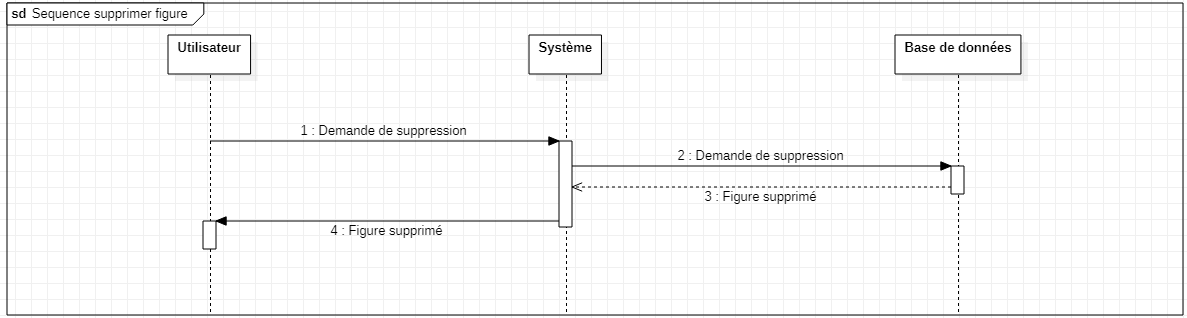 sd Sequence supprimer figure
Utilisateur
Système
Base de données
1 : Demande de suppression
2 : Demande de suppression
3 : Figure supprimé
4 : Figure supprimé